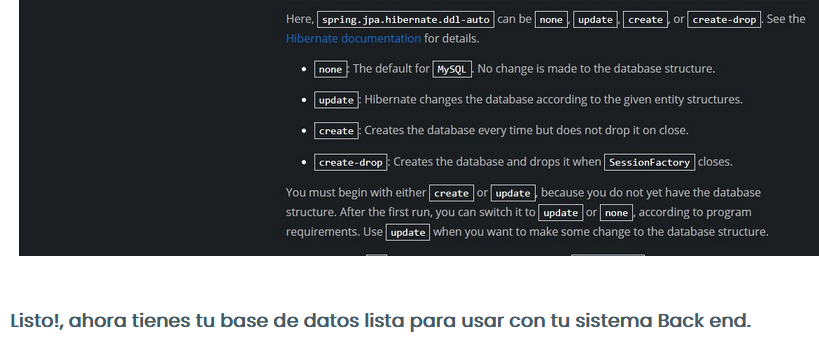 Here, spring.jpa.hibernate.ddl-auto can be none, update, create, or create-drop. See the
Hibernate documentation for details.
• none: The default for MySQL. No change is made to the database structure.
• update: Hibernate changes the database according to the given entity structures.
• create: Creates the database every time but does not drop it on close.
• create-drop: Creates the database and drops it when SessionFactory closes.
You must begin with either create or update, because you do not yet have the database
structure. After the first run, you can switch it to update or none, according to program
requirements. Use update when you want to make some change to the database structure.
Listo!, ahora tienes tu base de datos lista para usar con tu sistema Back end.